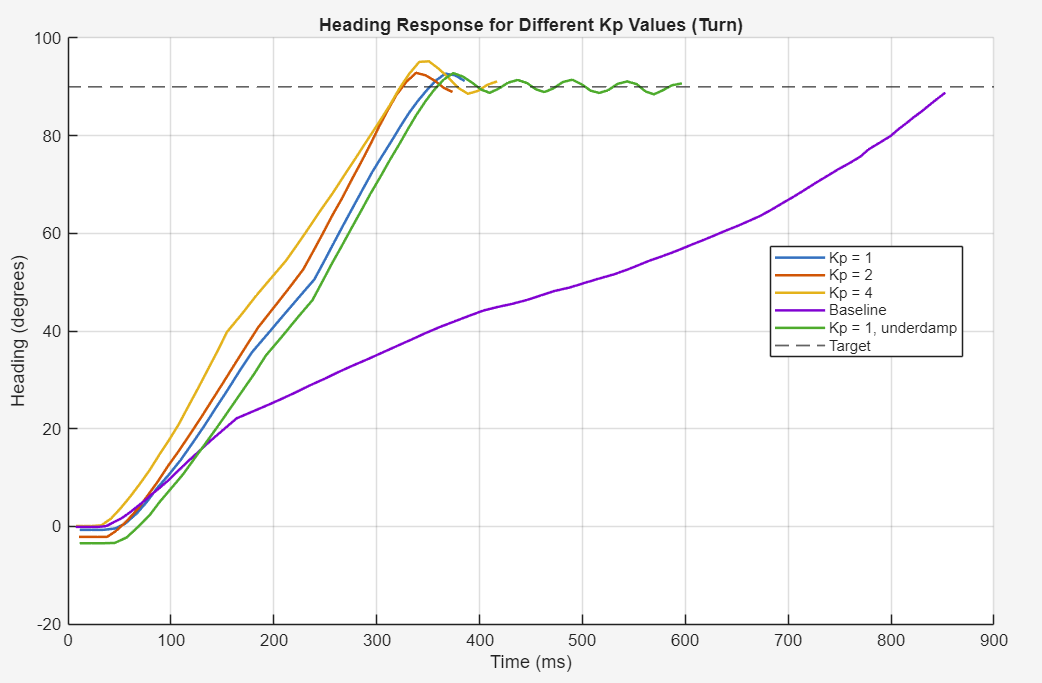 Heading Response for Different Kp Values (Turn)
100
80
60
40
20
0
-20
Heading (degrees)
Kp = 1
Kp = 2
Kp = 4
Baseline
Kp = 1, underdamp
Target
0 100 200 300 400 500 600 700 800 900
Time (ms)